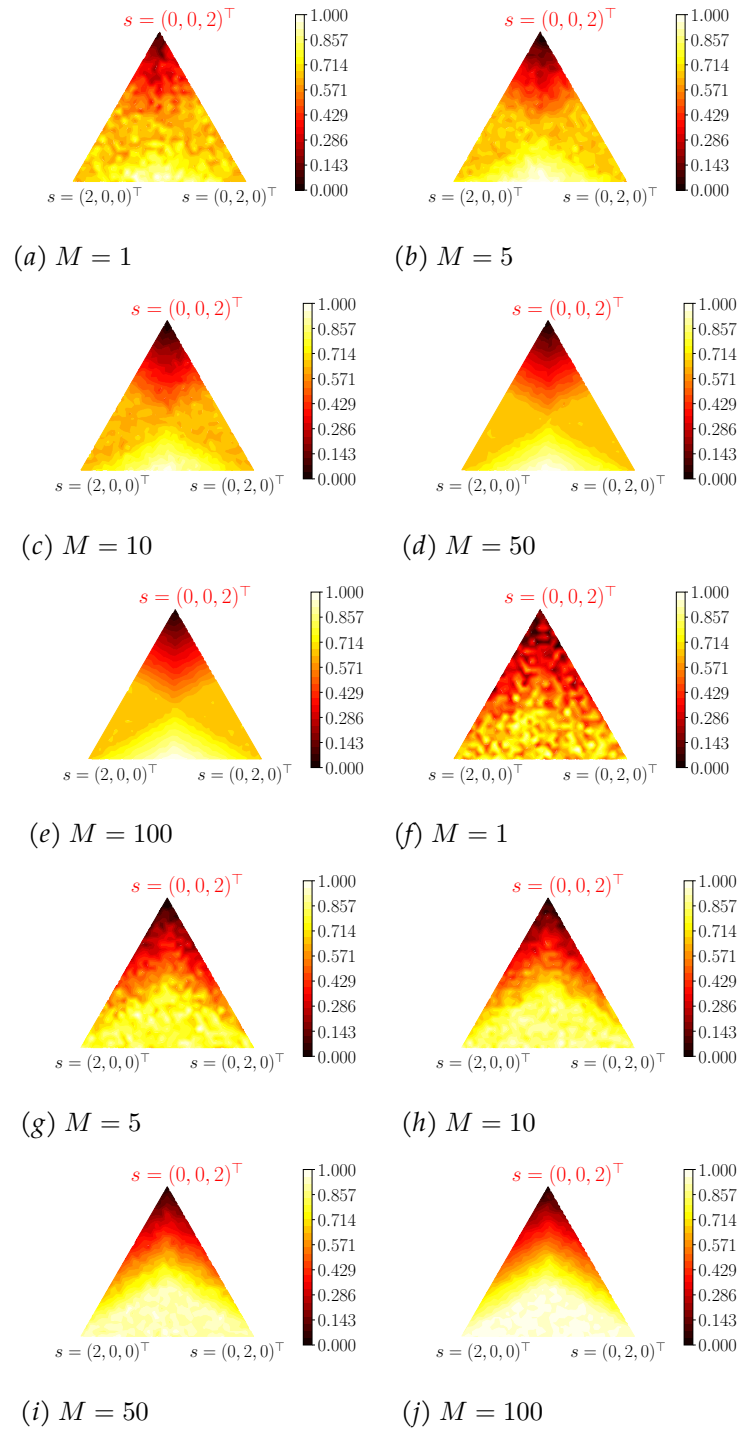 s = (0, 0, 2)⊤
1.000
0.857
0.714
0.571
0.429
0.286
0.143
0.000
s = (2, 0, 0)⊤ s = (0, 2, 0)⊤
(a) M = 1
s = (0, 0, 2)⊤
1.000
0.857
0.714
0.571
0.429
0.286
0.143
0.000
s = (2, 0, 0)⊤ s = (0, 2, 0)⊤
(b) M = 5
s = (0, 0, 2)⊤
1.000
0.857
0.714
0.571
0.429
0.286
0.143
0.000
s = (2, 0, 0)⊤ s = (0, 2, 0)⊤
(c) M = 10
s = (0, 0, 2)⊤
1.000
0.857
0.714
0.571
0.429
0.286
0.143
0.000
s = (2, 0, 0)⊤ s = (0, 2, 0)⊤
(d) M = 50
s = (0, 0, 2)⊤
1.000
0.857
0.714
0.571
0.429
0.286
0.143
0.000
s = (2, 0, 0)⊤ s = (0, 2, 0)⊤
(e) M = 100
s = (0, 0, 2)⊤
1.000
0.857
0.714
0.571
0.429
0.286
0.143
0.000
s = (2, 0, 0)⊤ s = (0, 2, 0)⊤
(f) M = 1
s = (0, 0, 2)⊤
1.000
0.857
0.714
0.571
0.429
0.286
0.143
0.000
s = (2, 0, 0)⊤ s = (0, 2, 0)⊤
(g) M = 5
s = (0, 0, 2)⊤
1.000
0.857
0.714
0.571
0.429
0.286
0.143
0.000
s = (2, 0, 0)⊤ s = (0, 2, 0)⊤
(h) M = 10
s = (0, 0, 2)⊤
1.000
0.857
0.714
0.571
0.429
0.286
0.143
0.000
s = (2, 0, 0)⊤ s = (0, 2, 0)⊤
(i) M = 50
s = (0, 0, 2)⊤
1.000
0.857
0.714
0.571
0.429
0.286
0.143
0.000
s = (2, 0, 0)⊤ s = (0, 2, 0)⊤
(j) M = 100